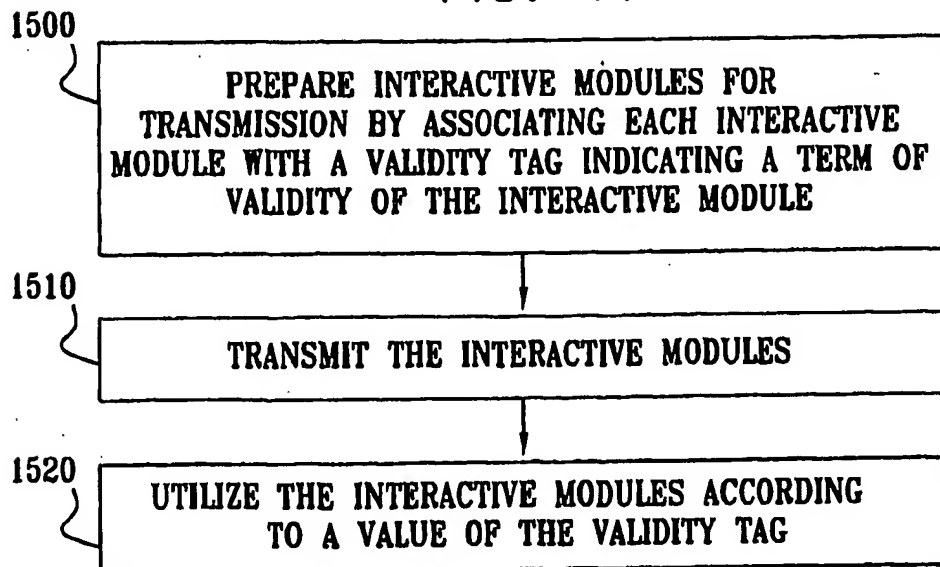 1500
PREPARE INTERACTIVE MODULES FOR
TRANSMISSION BY ASSOCIATING EACH INTERACTIVE
MODULE WITH A VALIDITY TAG INDICATING A TERM OF
VALIDITY OF THE INTERACTIVE MODULE
1510
TRANSMIT THE INTERACTIVE MODULES
1520
UTILIZE THE INTERACTIVE MODULES ACCORDING
TO A VALUE OF THE VALIDITY TAG